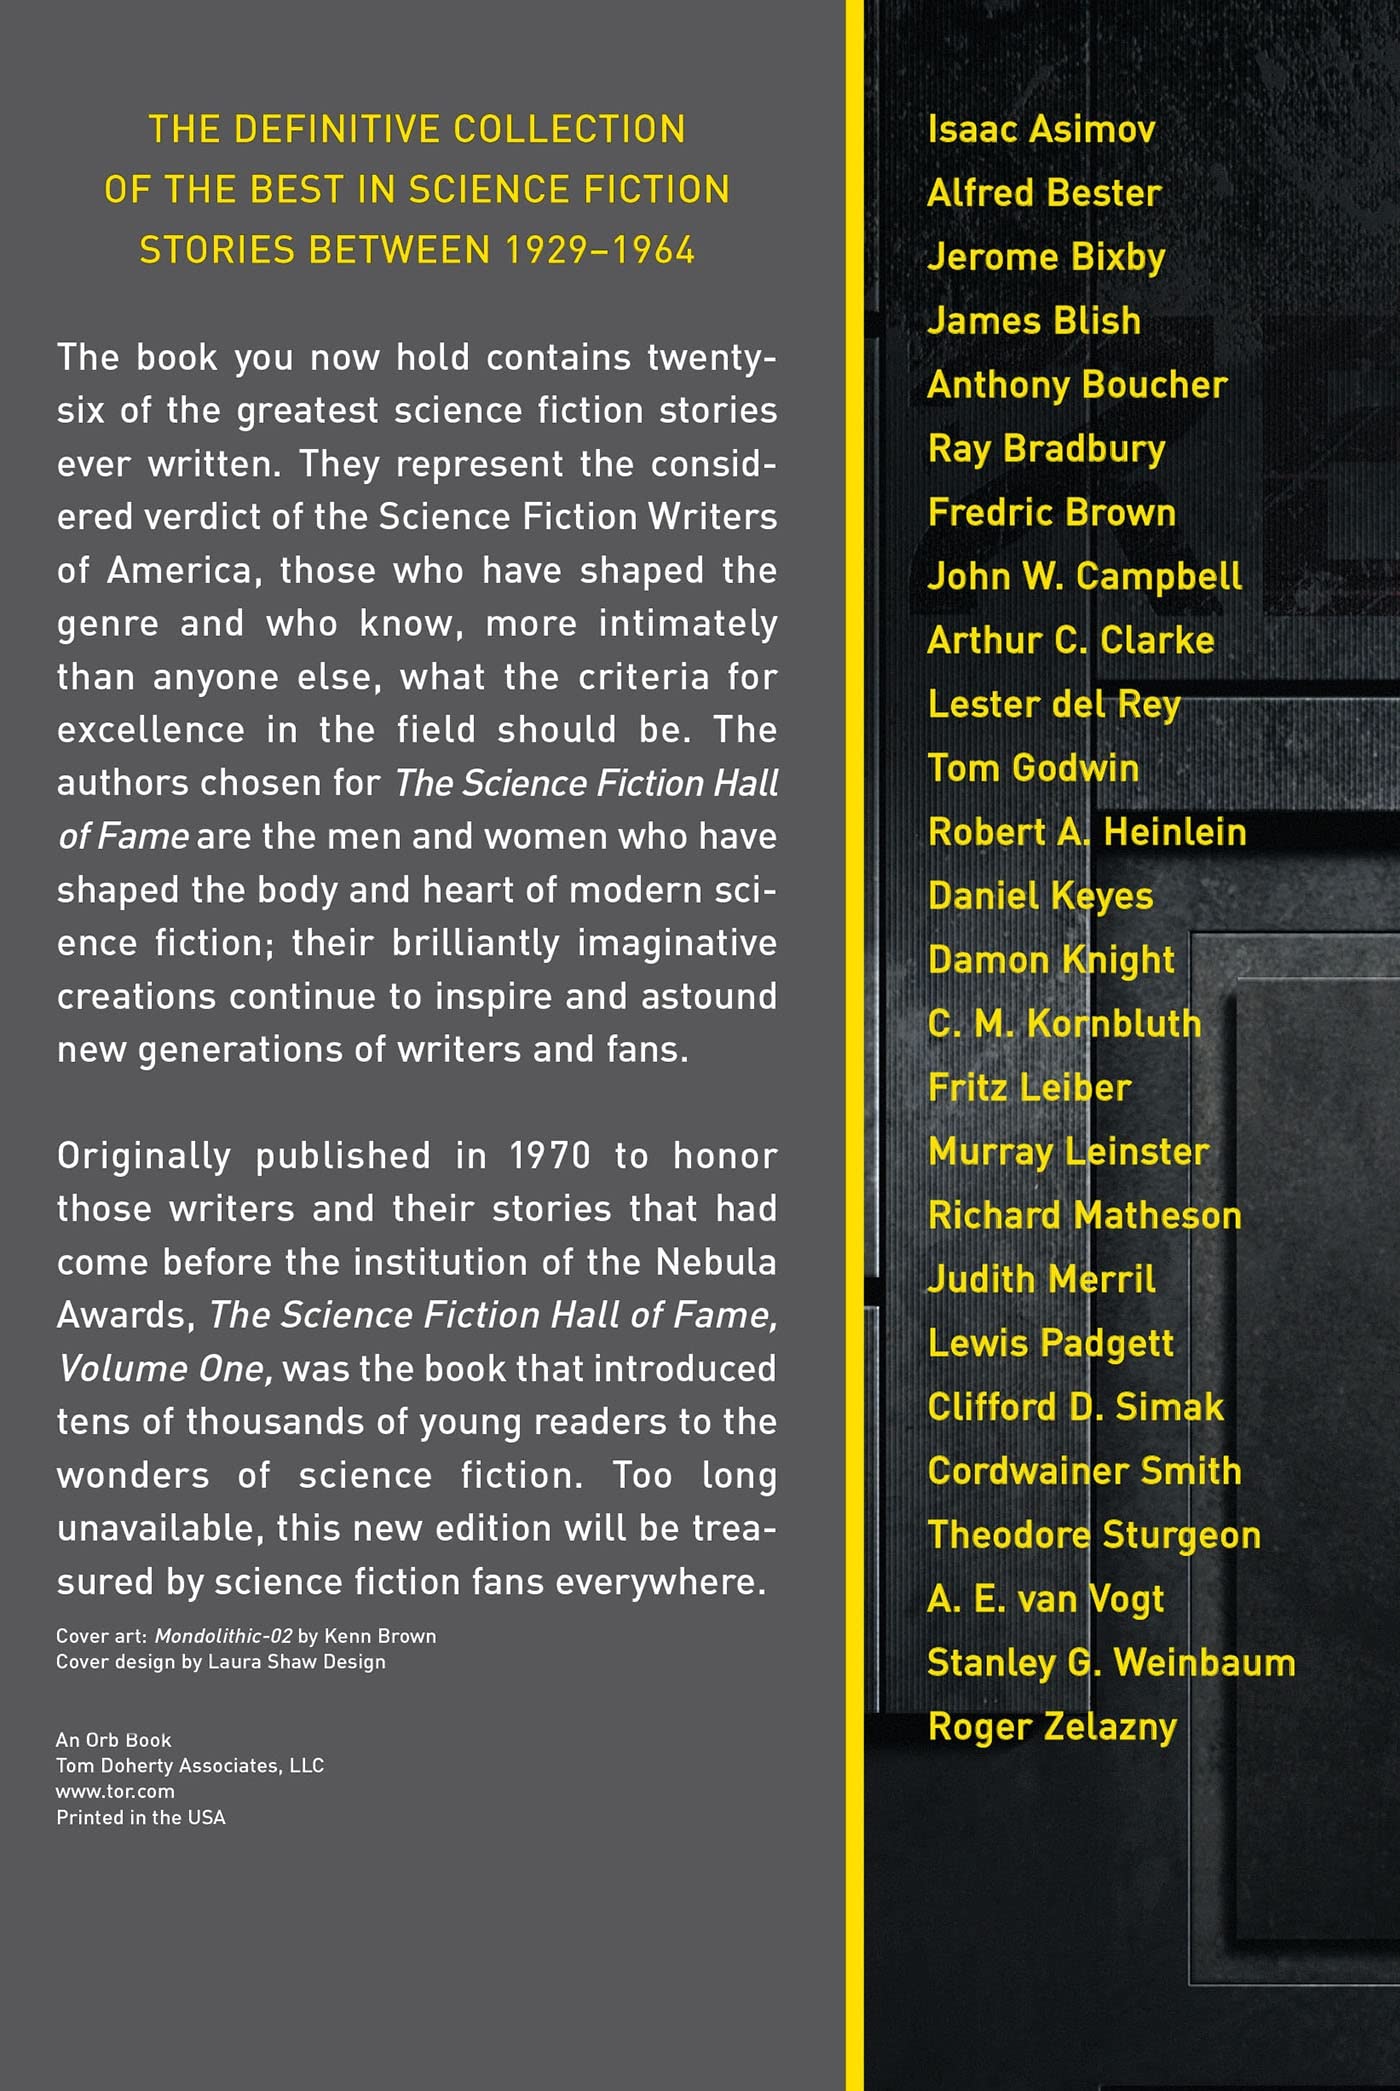 THE DEFINITIVE COLLECTION
OF THE BEST IN SCIENCE FICTION
STORIES BETWEEN 1929–1964
The book you now hold contains twenty-
six of the greatest science fiction stories
ever written. They represent the consid-
ered verdict of the Science Fiction Writers
of America, those who have shaped the
genre and who know, more intimately
than anyone else, what the criteria for
excellence in the field should be. The
authors chosen for The Science Fiction Hall
of Fame are the men and women who have
shaped the body and heart of modern sci-
ence fiction; their brilliantly imaginative
creations continue to inspire and astound
new generations of writers and fans.
Originally published in 1970 to honor
those writers and their stories that had
come before the institution of the Nebula
Awards, The Science Fiction Hall of Fame,
Volume One, was the book that introduced
tens of thousands of young readers to the
wonders of science fiction. Too long
unavailable, this new edition will be trea-
sured by science fiction fans everywhere.
Cover art: Mondolithic-02 by Kenn Brown
Cover design by Laura Shaw Design
An Orb Book
Tom Doherty Associates, LLC
www.tor.com
Printed in the USA
Isaac Asimov
Alfred Bester
Jerome Bixby
James Blish
Anthony Boucher
Ray Bradbury
Fredric Brown
John W. Campbell
Arthur C. Clarke
Lester del Rey
Tom Godwin
Robert A. Heinlein
Daniel Keyes
Damon Knight
C. M. Kornbluth
Fritz Leiber
Murray Leinster
Richard Matheson
Judith Merril
Lewis Padgett
Clifford D. Simak
Cordwainer Smith
Theodore Sturgeon
A. E. van Vogt
Stanley G. Weinbaum
Roger Zelazny